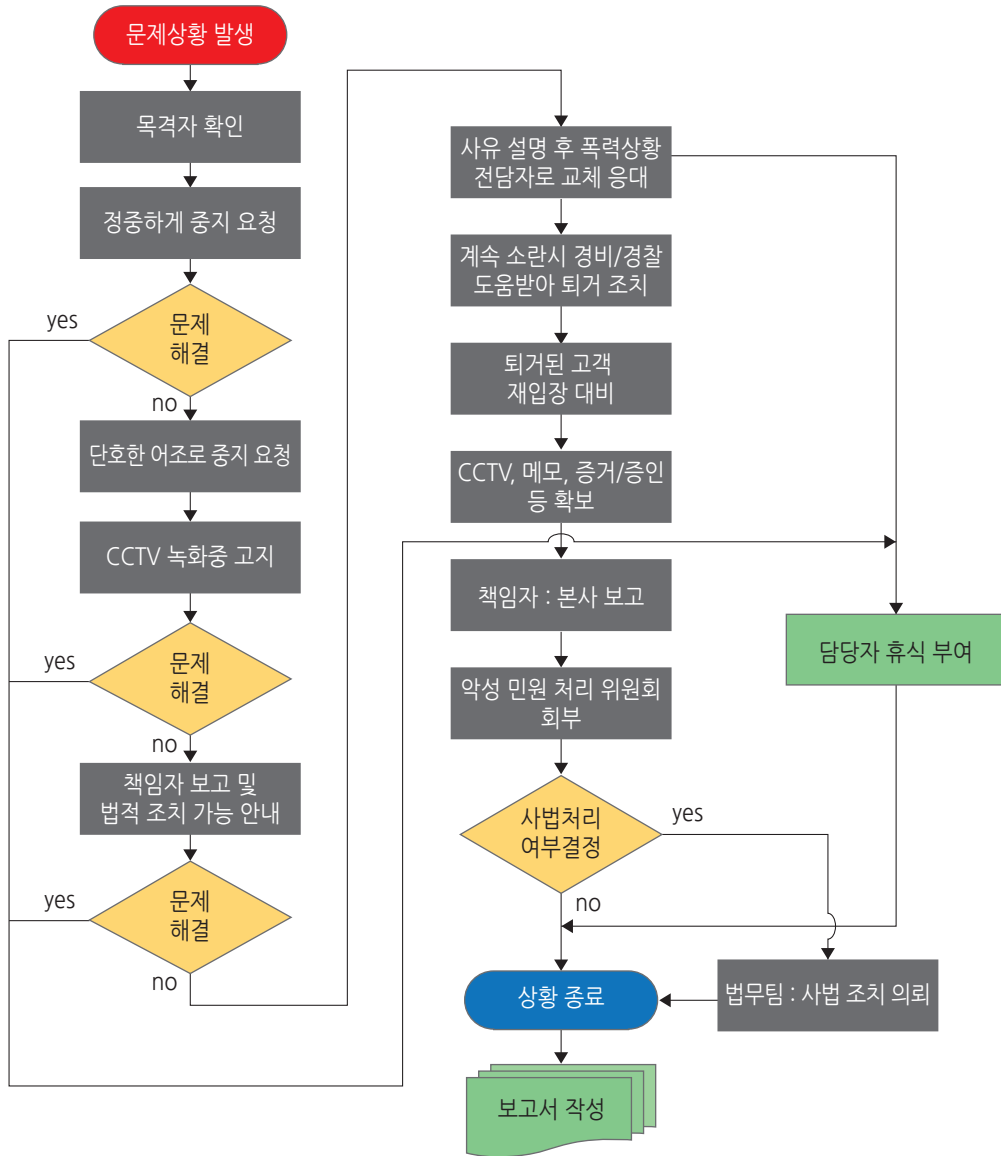 문제상황 발생
목격자 확인
정중하게 중지 요청
yes
문제
해결
no
단호한 어조로 중지 요청
CCTV 녹화중 고지
yes
문제
해결
no
책임자 보고 및
법적 조치 가능 안내
yes
문제
해결
no
사유 설명 후 폭력상황
전담자로 교체 응대
계속 소란시 경비/경찰
도움받아 퇴거 조치
퇴거된 고객
재입장 대비
CCTV, 메모, 증거/증인
등 확보
책임자 : 본사 보고
악성 민원 처리 위원회
회부
사법처리
여부결정
yes
no
담당자 휴식 부여
법무팀 : 사법 조치 의뢰
상황 종료
보고서 작성